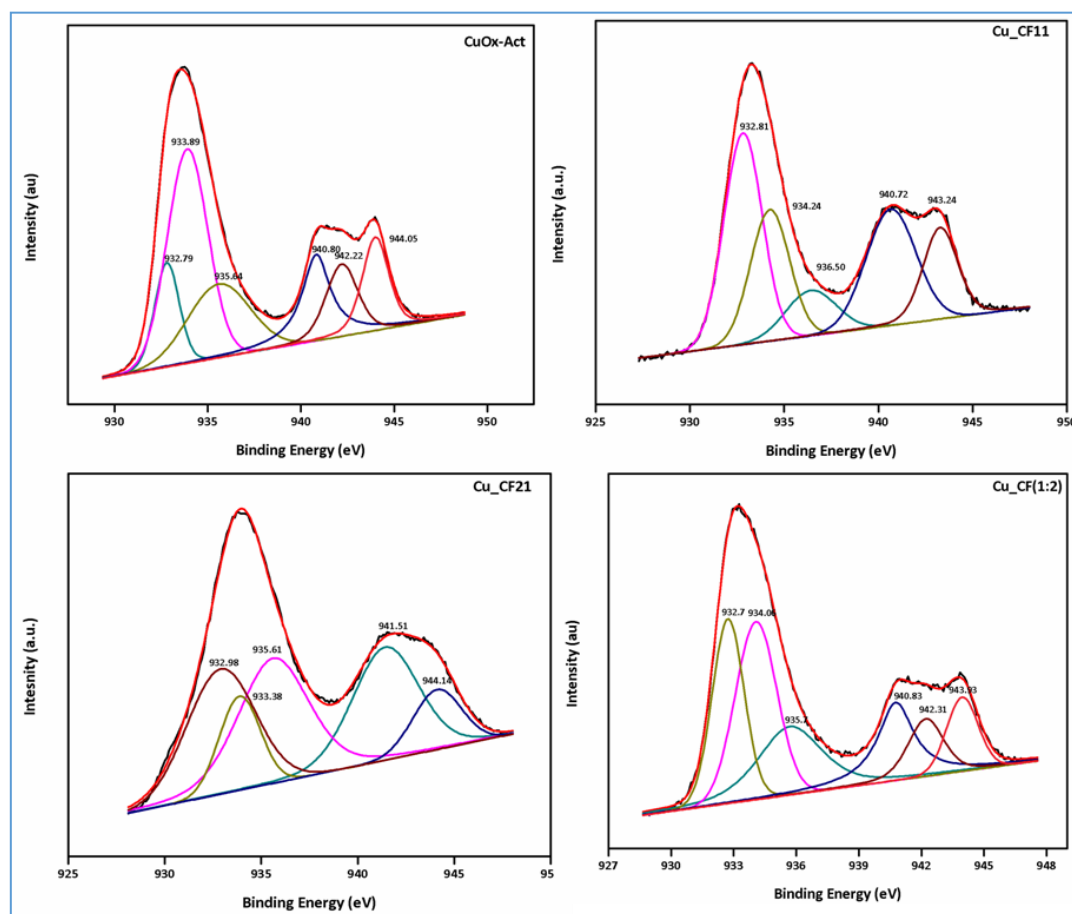 CuOx-Act
933.89
932.79
935.64
940.80
942.22
944.05
Intensity (au)
930 935 940 945 950
Binding Energy (eV)
Cu_CF11
932.81
934.24
936.50
940.72
943.24
Intensity (a.u.)
925 930 935 940 945 950
Binding Energy (eV)
Cu_CF21
932.98
933.38
935.61
941.51
944.14
Intesnity (a.u.)
925 930 935 940 945 95
Binding Energy (eV)
Cu_CF(1:2)
932.7
934.06
935.7
940.83
942.31
943.93
Intensity (au)
927 930 933 936 939 942 945 948
Binding Energy (eV)